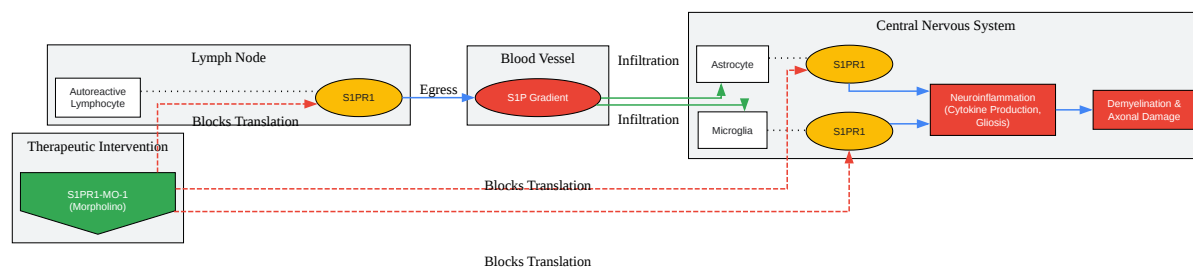 Central Nervous System
Lymph Node
Blood Vessel
Infiltration
Astrocyte
S1PR1
Autoreactive
Lymphocyte
S1PR1
Egress
S1P Gradient
Neuroinflammation
(Cytokine Production,
Gliosis)
Demyelination &
Axonal Damage
Blocks Translation
Infiltration
Microglia
S1PR1
Therapeutic Intervention
S1PR1-MO-1
(Morpholino)
Blocks Translation
Blocks Translation